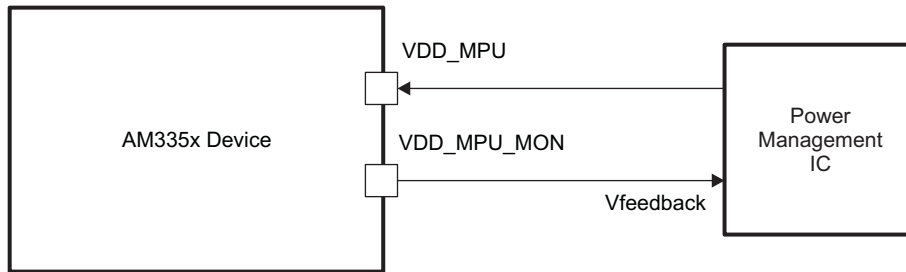 VDD_MPU
AM335x Device
VDD_MPU_MON
Vfeedback
Power
Management
IC